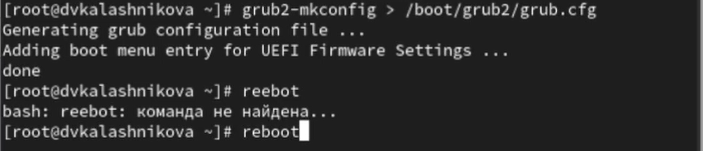 [root@dvkalashnikova ~]# grub2-mkconfig > /boot/grub2/grub.cfg
Generating grub configuration file ...
Adding boot menu entry for UEFI Firmware Settings ...
done
[root@dvkalashnikova ~]# reebot
bash: reebot: команда не найдена...
[root@dvkalashnikova ~]# reboot